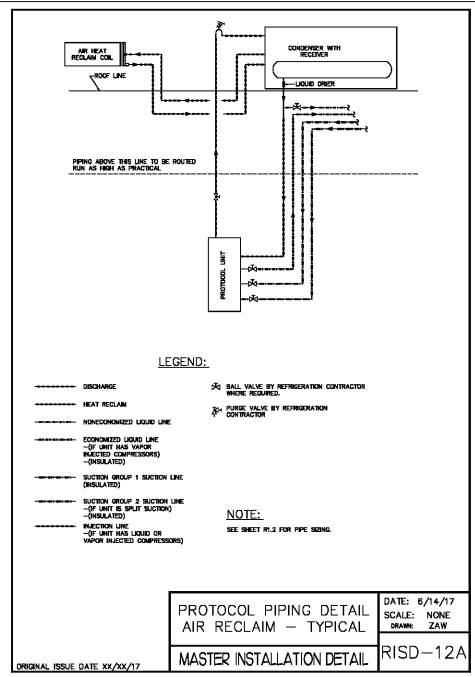 AIR HEAT
RECLAIM COIL
CONDENSER WITH
RECEIVER
ROOF LINE
LIQUID DRIER
PIPING ABOVE THIS LINE TO BE ROUTED
RUN AS HIGH AS PRACTICAL
PROTOCOL UNIT
LEGEND:
DISCHARGE
HEAT RECLAIM
NONECONOMIZED LIQUID LINE
ECONOMIZED LIQUID LINE
-(IF UNIT HAS VAPOR
INJECTED COMPRESSORS)
-(INSULATED)
SUCTION GROUP 1 SUCTION LINE
(INSULATED)
SUCTION GROUP 2 SUCTION LINE
-(IF UNIT IS SPLIT SUCTION)
-(INSULATED)
INJECTION LINE
-(IF UNIT HAS LIQUID OR
VAPOR INJECTED COMPRESSORS)
BALL VALVE BY REFRIGERATION CONTRACTOR
WHERE REQUIRED.
PURGE VALVE BY REFRIGERATION
CONTRACTOR
NOTE:
SEE SHEET R1.2 FOR PIPE SIZING.
PROTOCOL PIPING DETAIL
AIR RECLAIM - TYPICAL
DATE: 6/14/17
SCALE: NONE
DRAWN: ZAW
MASTER INSTALLATION DETAIL
RISD-12A
ORIGINAL ISSUE DATE XX/XX/17